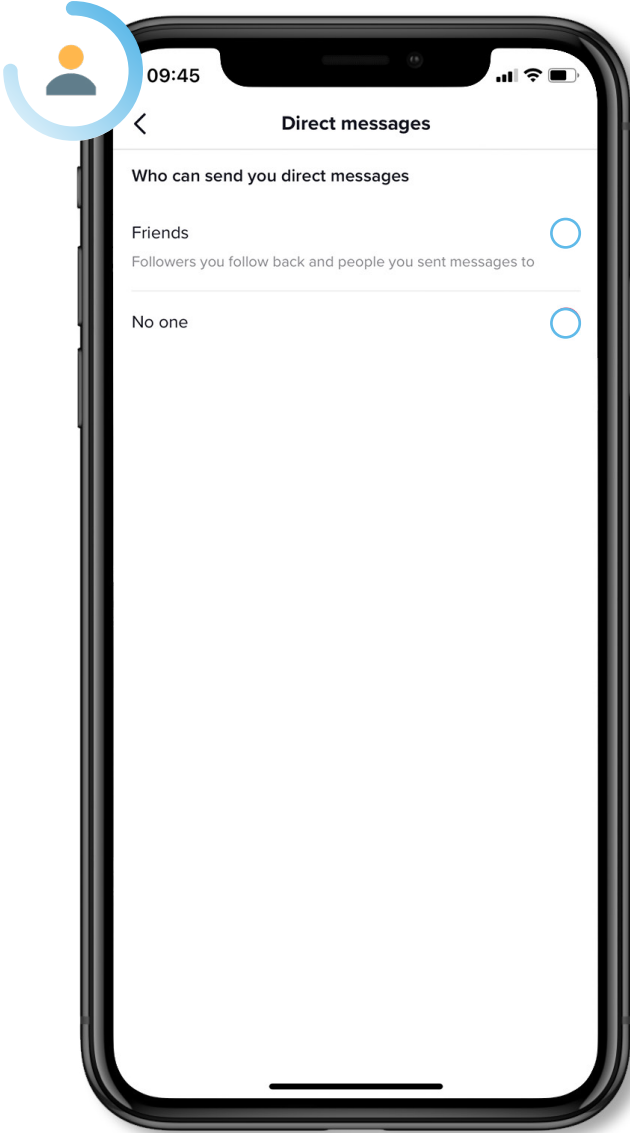 09:45
Direct messages
Who can send you direct messages
Friends
Followers you follow back and people you sent messages to
No one